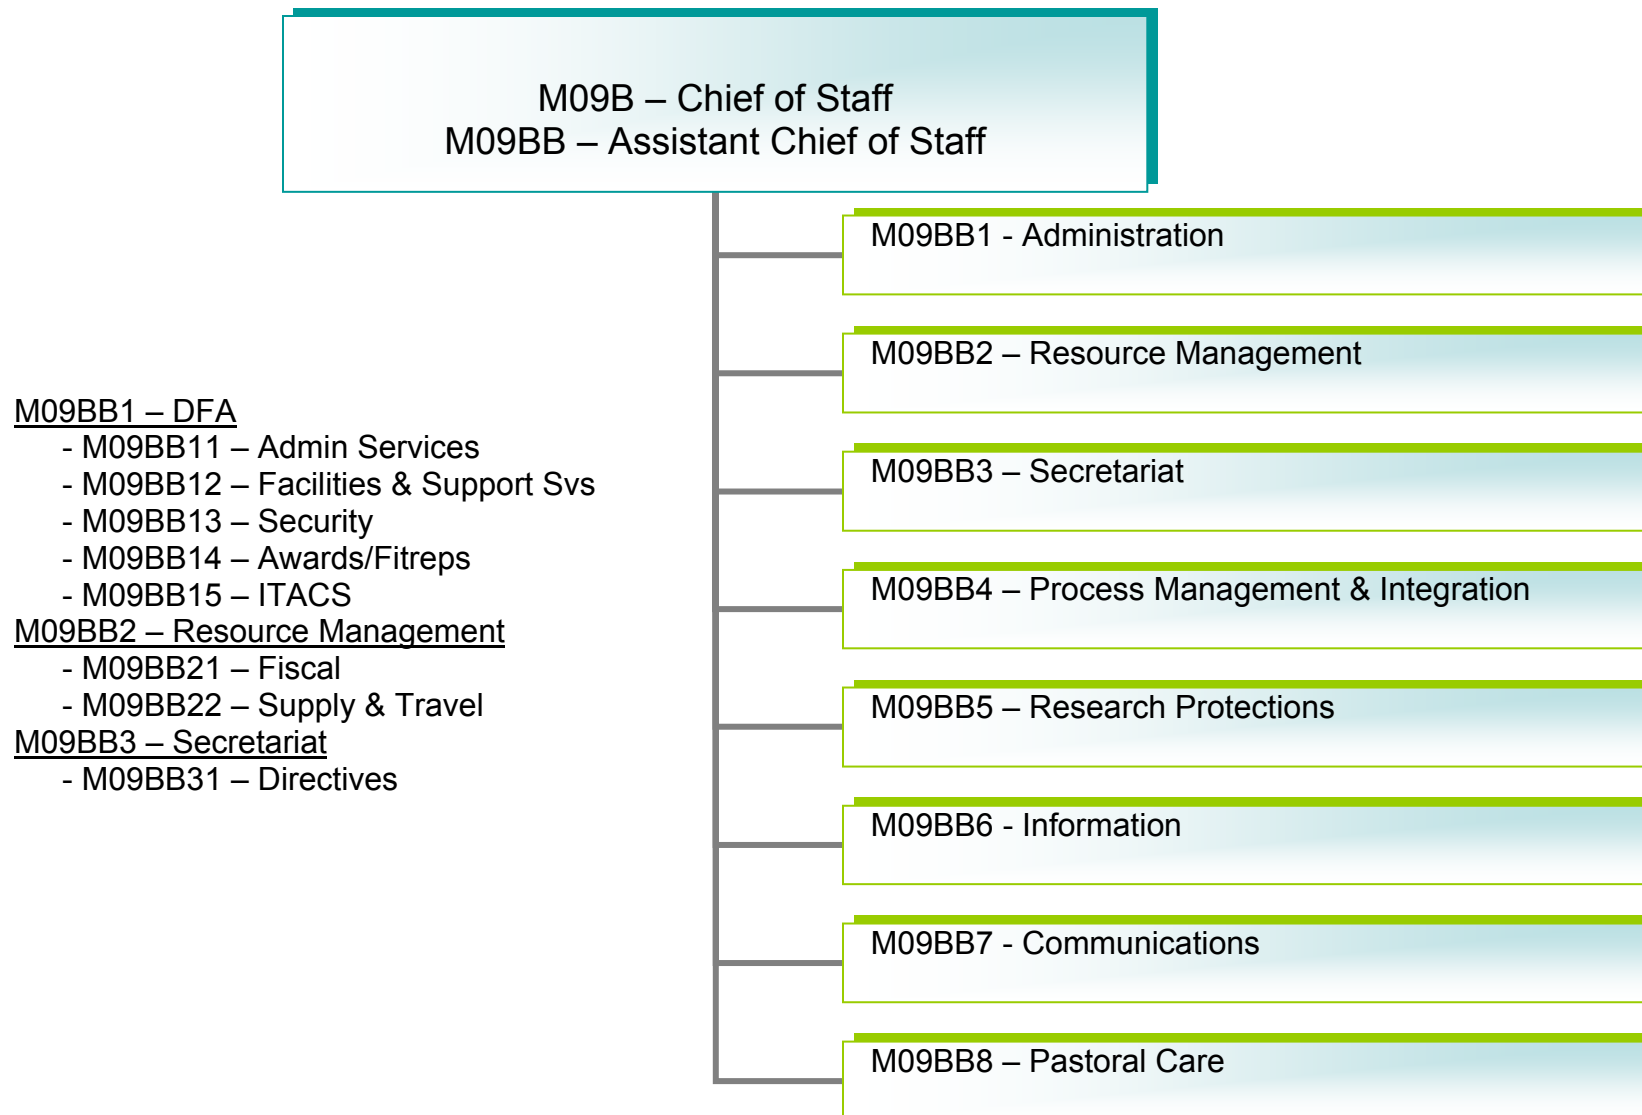 M09B – Chief of Staff
M09BB – Assistant Chief of Staff
M09BB1 - Administration
M09BB2 – Resource Management
M09BB3 – Secretariat
M09BB4 – Process Management & Integration
M09BB5 – Research Protections
M09BB6 - Information
M09BB7 - Communications
M09BB8 – Pastoral Care
M09BB1 – DFA
- M09BB11 – Admin Services
- M09BB12 – Facilities & Support Svs
- M09BB13 – Security
- M09BB14 – Awards/Fitreps
- M09BB15 – ITACS
M09BB2 – Resource Management
- M09BB21 – Fiscal
- M09BB22 – Supply & Travel
M09BB3 – Secretariat
- M09BB31 – Directives